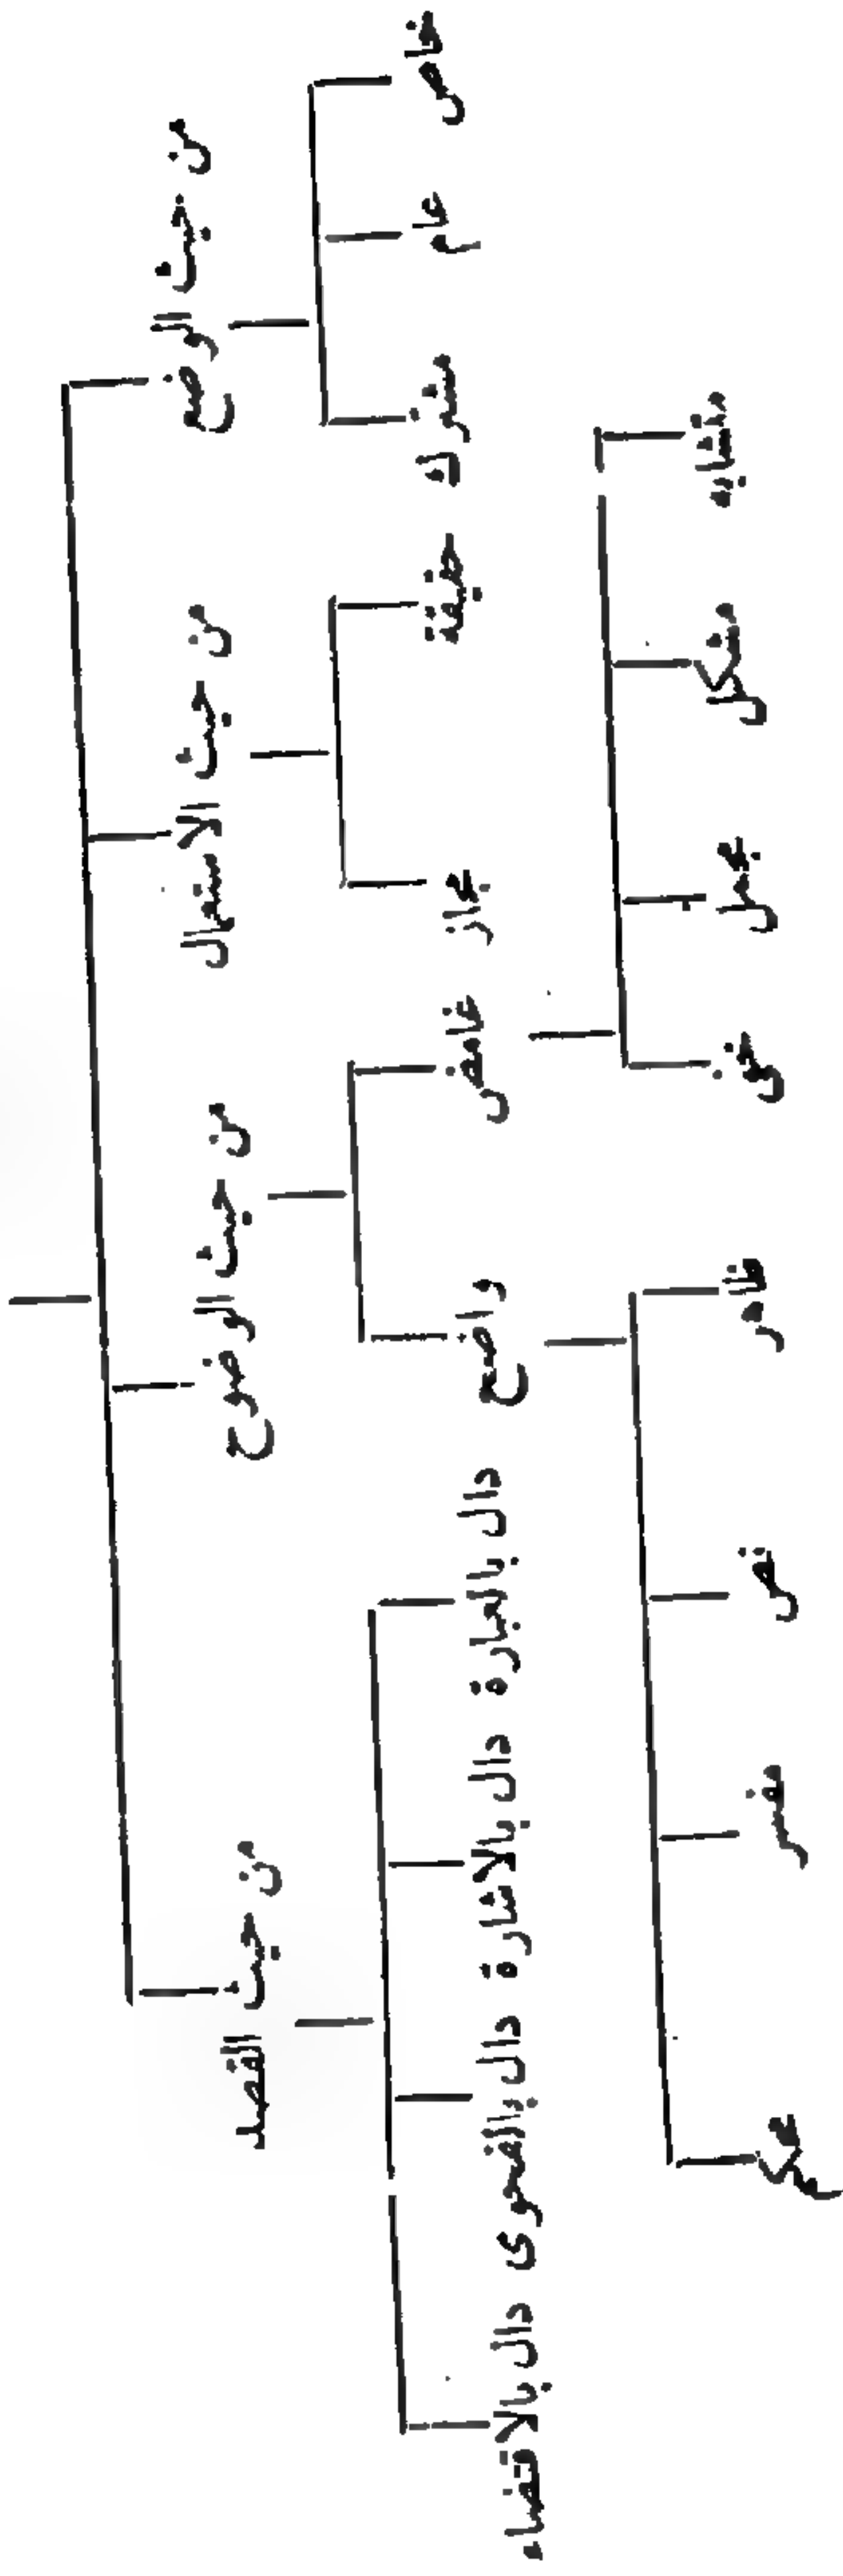 من حيث الوضع
من حيث الاستعمال
من حيث الوضوح
من حيث القصد
خاص
عام
مشترك
حقيقة
مجاز
غامض
واضح
دال بالعبارة
دال بالاشارة
دال بالفحوى
دال بالاقتضاء
متشابه
مشكل
مجمل
خفي
ظاهر
نص
مفسر
محكم